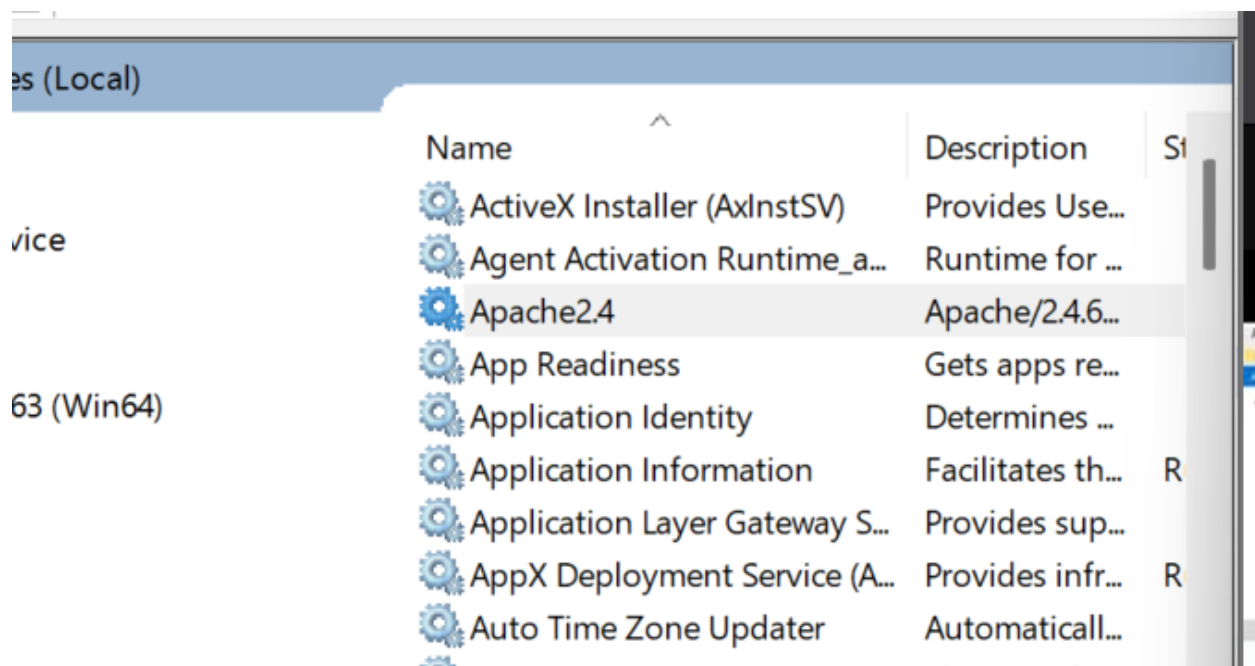 es (Local)
Name Description St
ActiveX Installer (AxInstSV) Provides Use...
vice
Agent Activation Runtime_a... Runtime for ...
Apache2.4 Apache/2.4.6...
App Readiness Gets apps re...
63 (Win64)
Application Identity Determines ...
Application Information Facilitates th... R
Application Layer Gateway S... Provides sup...
AppX Deployment Service (A... Provides infr... R
Auto Time Zone Updater Automaticall...